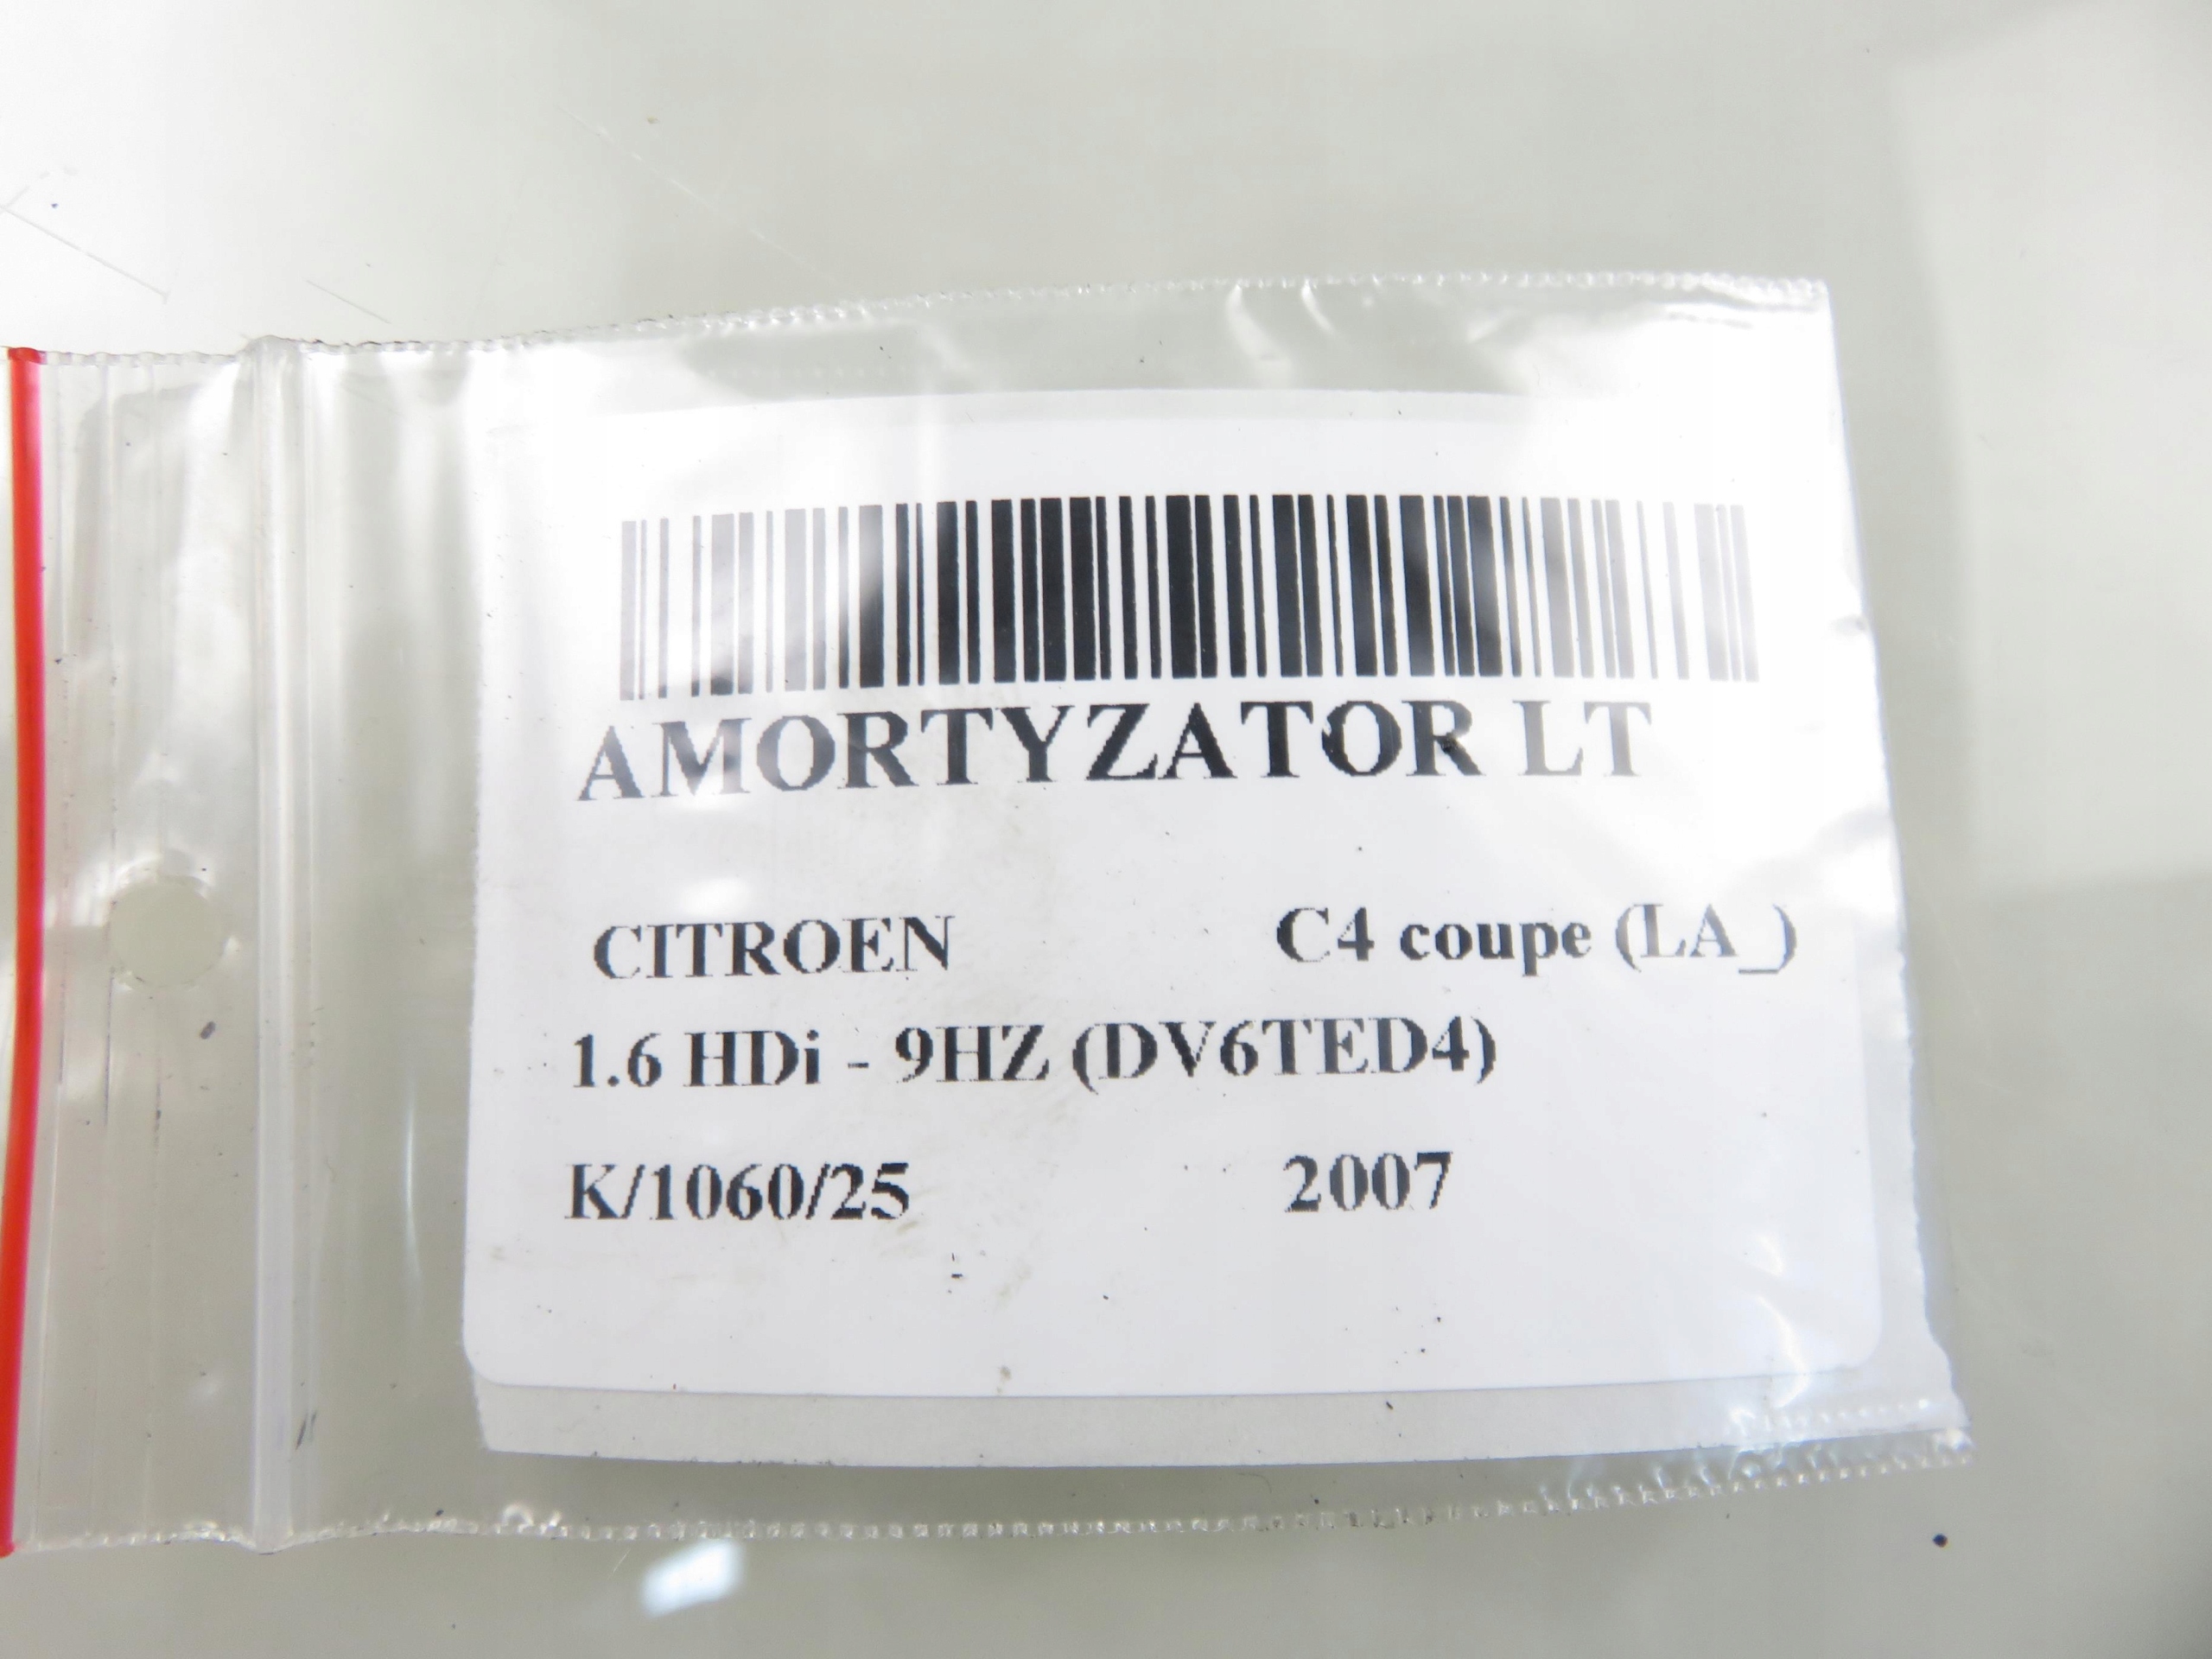 AMORTYZATOR LT
CITROEN C4 coupe (LA_)
1.6 HDi - 9HZ (DV6TED4)
K/1060/25 2007